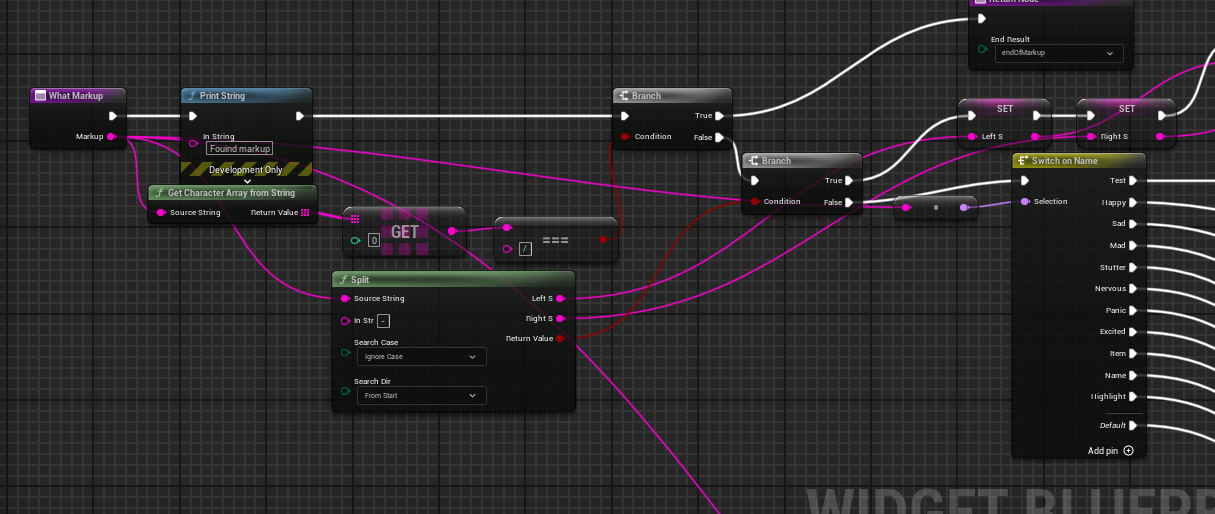 Return Node
End Result
endOfMarkup
What Markup
Markup
f Print String
In String
Fouind markup
Development Only
f Get Character Array from String
Source String
Return Value
0
GET
/
===
f Split
Source String
Left S
In Str -
Right S
Return Value
Search Case
Ignore Case
Search Dir
From Start
Branch
True
Condition
False
Branch
True
Condition
False
SET
Left S
SET
Right S
Switch on Name
Test
Selection
Happy
Sad
Mad
Stutter
Nervous
Panic
Excited
Item
Name
Highlight
Default
Add pin
WIDGET BLUEPR